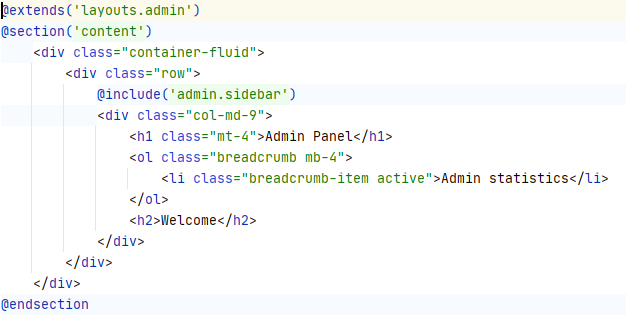 @extends('layouts.admin')
@section('content')
    <div class="container-fluid">
        <div class="row">
            @include('admin.sidebar')
            <div class="col-md-9">
                <h1 class="mt-4">Admin Panel</h1>
                <ol class="breadcrumb mb-4">
                    <li class="breadcrumb-item active">Admin statistics</li>
                </ol>
                <h2>Welcome</h2>
            </div>
        </div>
    </div>
@endsection